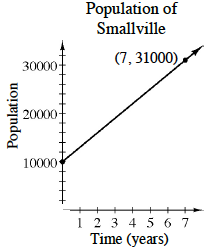 Population of
Smallville
(7, 31000)
30000
20000
10000
Population
1 2 3 4 5 6 7
Time (years)